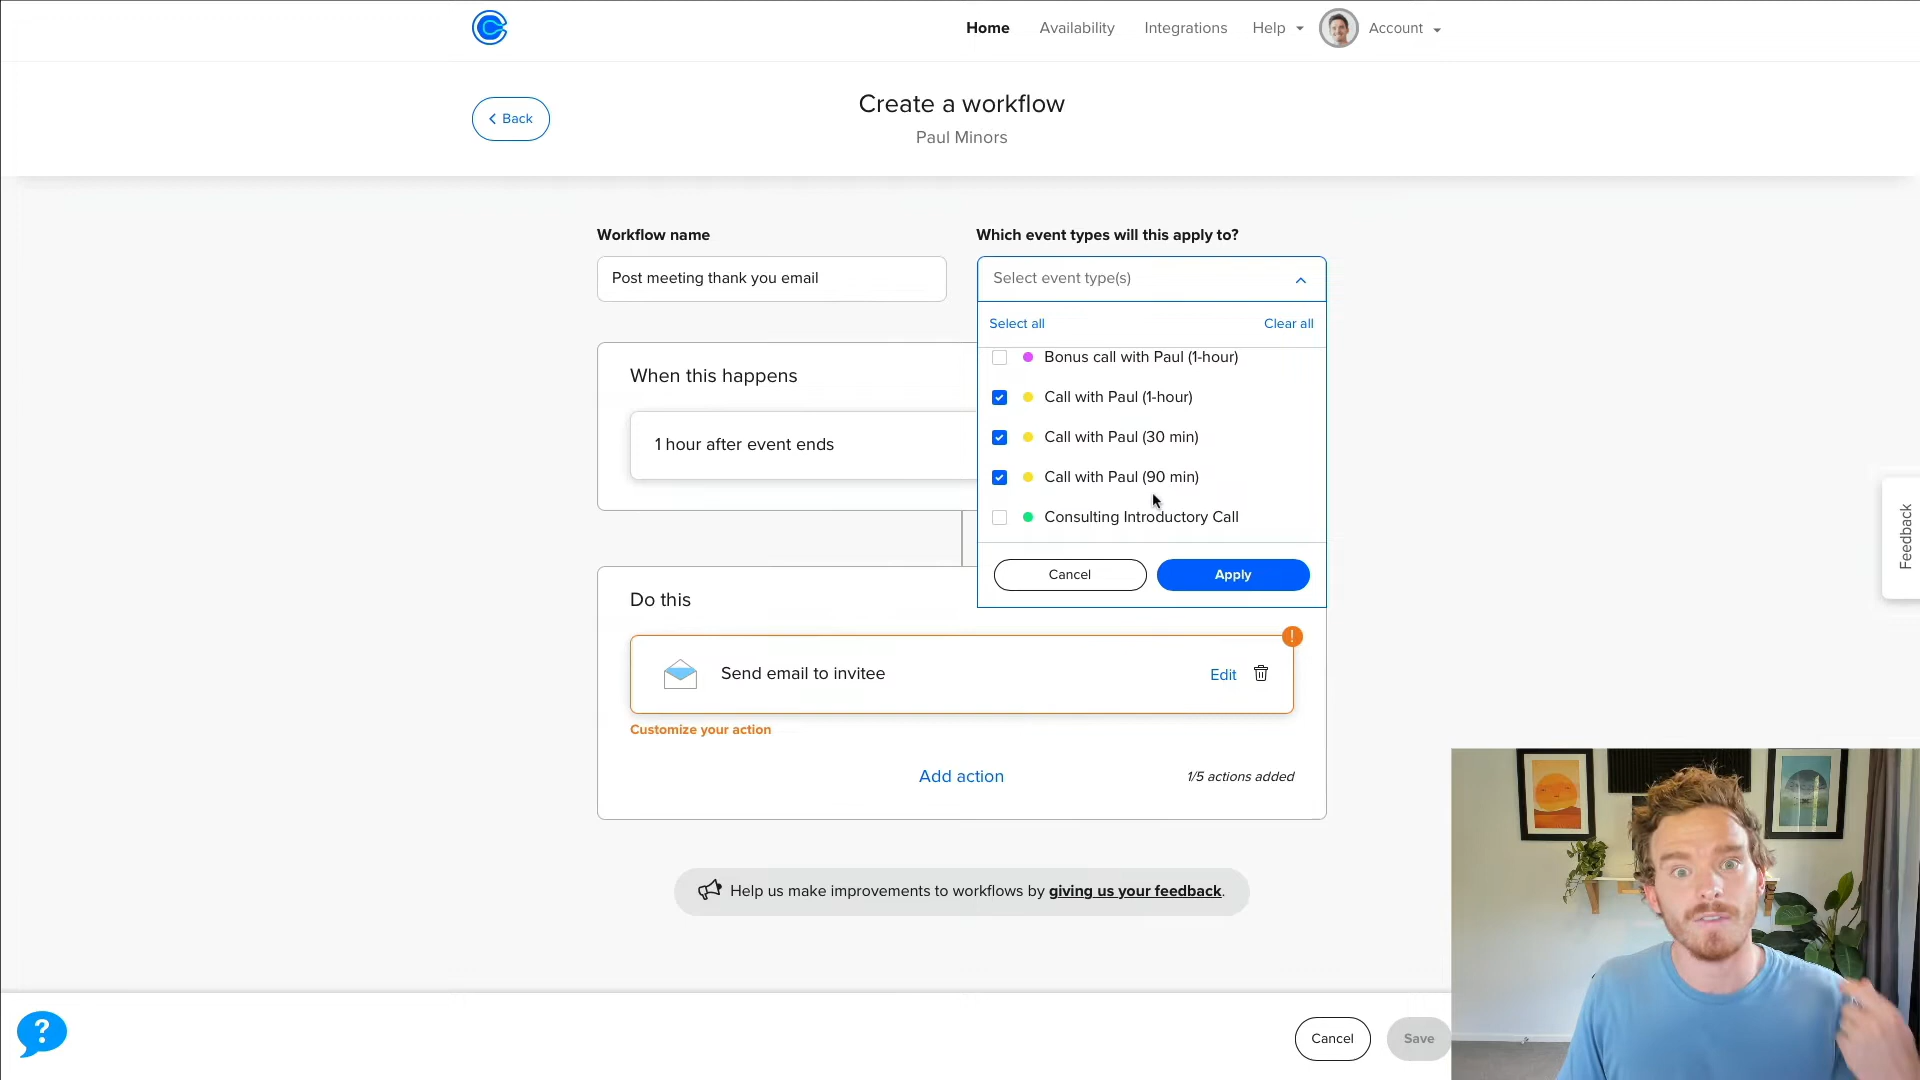 Home
Availability
Integrations
Help
Account
Back
Create a workflow
Paul Minors
Workflow name
Which event types will this apply to?
Post meeting thank you email
Select event type(s)
Select all
Clear all
When this happens
Bonus call with Paul (1-hour)
Call with Paul (1-hour)
1 hour after event ends
Call with Paul (30 min)
Call with Paul (90 min)
Consulting Introductory Call
Cancel
Apply
Feedback
Do this
!
Send email to invitee
Edit
Customize your action
Add action
1/5 actions added
Help us make improvements to workflows by giving us your feedback.
?
Cancel
Save